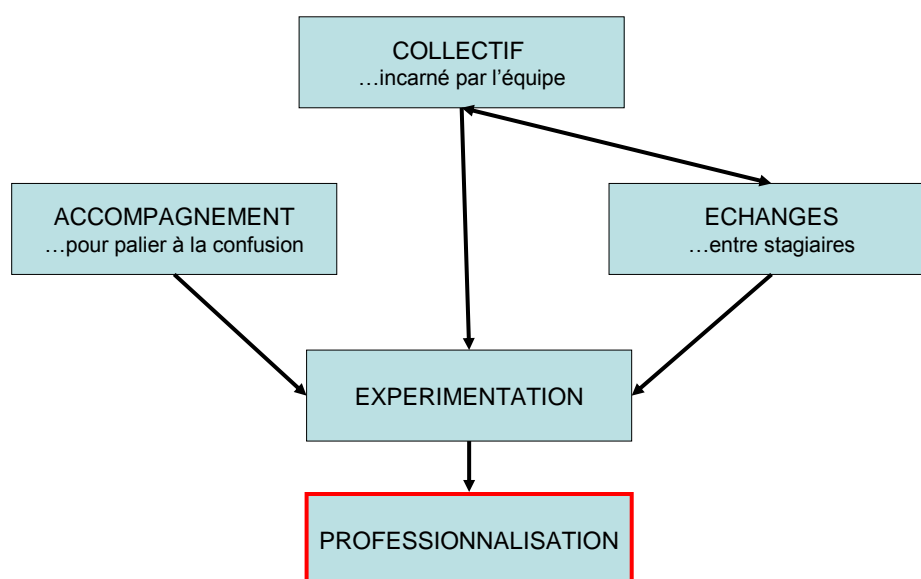 COLLECTIF
…incarné par l’équipe
ACCOMPAGNEMENT
…pour palier à la confusion
ECHANGES
…entre stagiaires
EXPERIMENTATION
PROFESSIONNALISATION